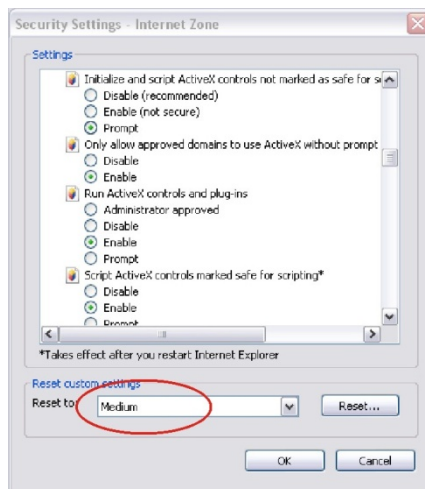 Security Settings - Internet Zone
Settings
Initialize and script ActiveX controls not marked as safe for s
Disable (recommended)
Enable (not secure)
Prompt
Only allow approved domains to use ActiveX without prompt
Disable
Enable
Run ActiveX controls and plug-ins
Administrator approved
Disable
Enable
Prompt
Script ActiveX controls marked safe for scripting*
Disable
Enable
Prompt
*Takes effect after you restart Internet Explorer
Reset custom settings
Reset to: Medium Reset...
OK Cancel